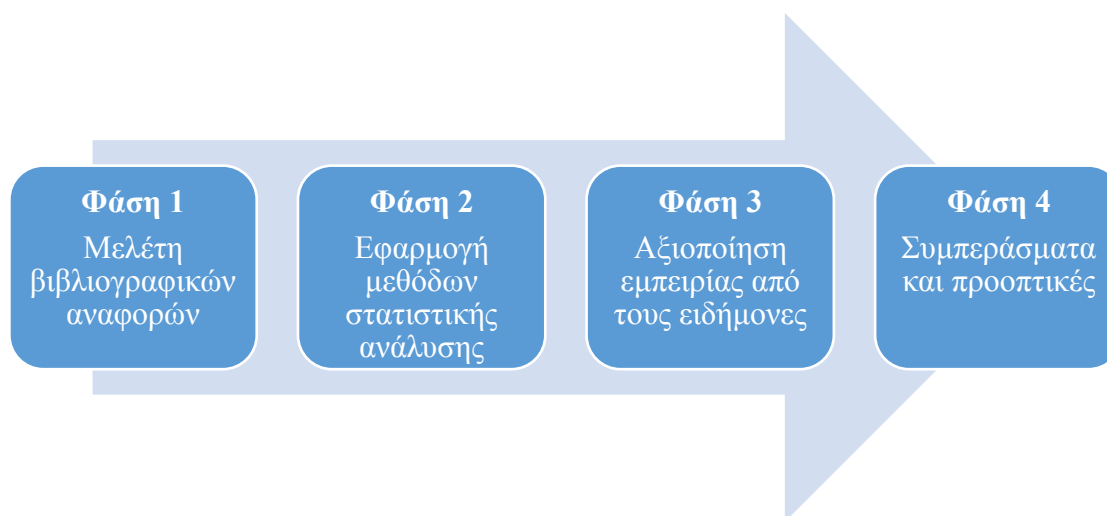 Φάση 1
Μελέτη
βιβλιογραφικών
αναφορών
Φάση 2
Εφαρμογή
μεθόδων
στατιστικής
ανάλυσης
Φάση 3
Αξιοποίηση
εμπειρίας από
τους ειδήμονες
Φάση 4
Συμπεράσματα
και προοπτικές